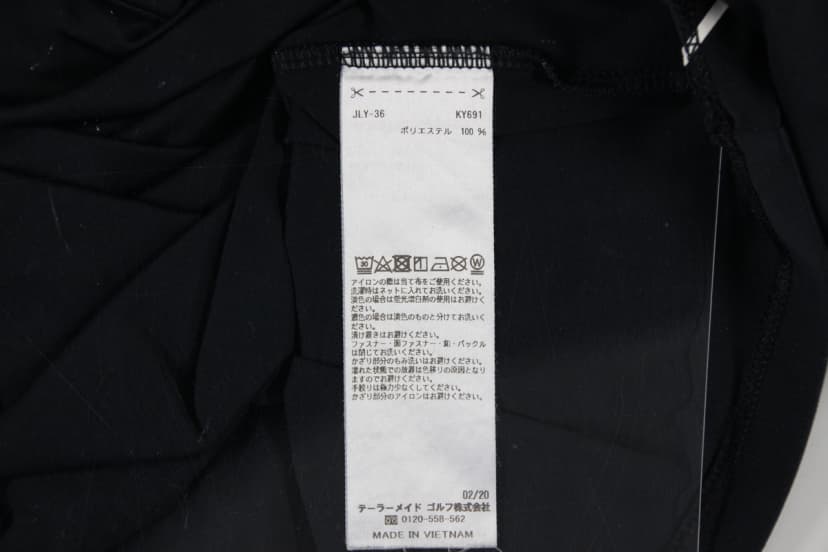 JLY-36 KY691
ポリエステル 100 %
30 W
アイロンの際は当て布をご使用ください。
洗濯時はネットに入れてお洗いください。
淡色の場合は蛍光漂白剤の使用はお避けく
ださい。
濃色の場合は淡色のものと分けてお洗いくだ
さい。
漬け置きはお避けください。
ファスナー・面ファスナー・釦・バックル
は閉じてお洗いください。
かざり部分のもみ洗いはお避けください。
濡れた状態での放置は色移りの原因となり
ますのでお避けください。
手絞りは極力少なくしてください。
かざり部分のアイロンはお避けください。
02/20
テーラーメイド ゴルフ株式会社
0120-558-562
MADE IN VIETNAM